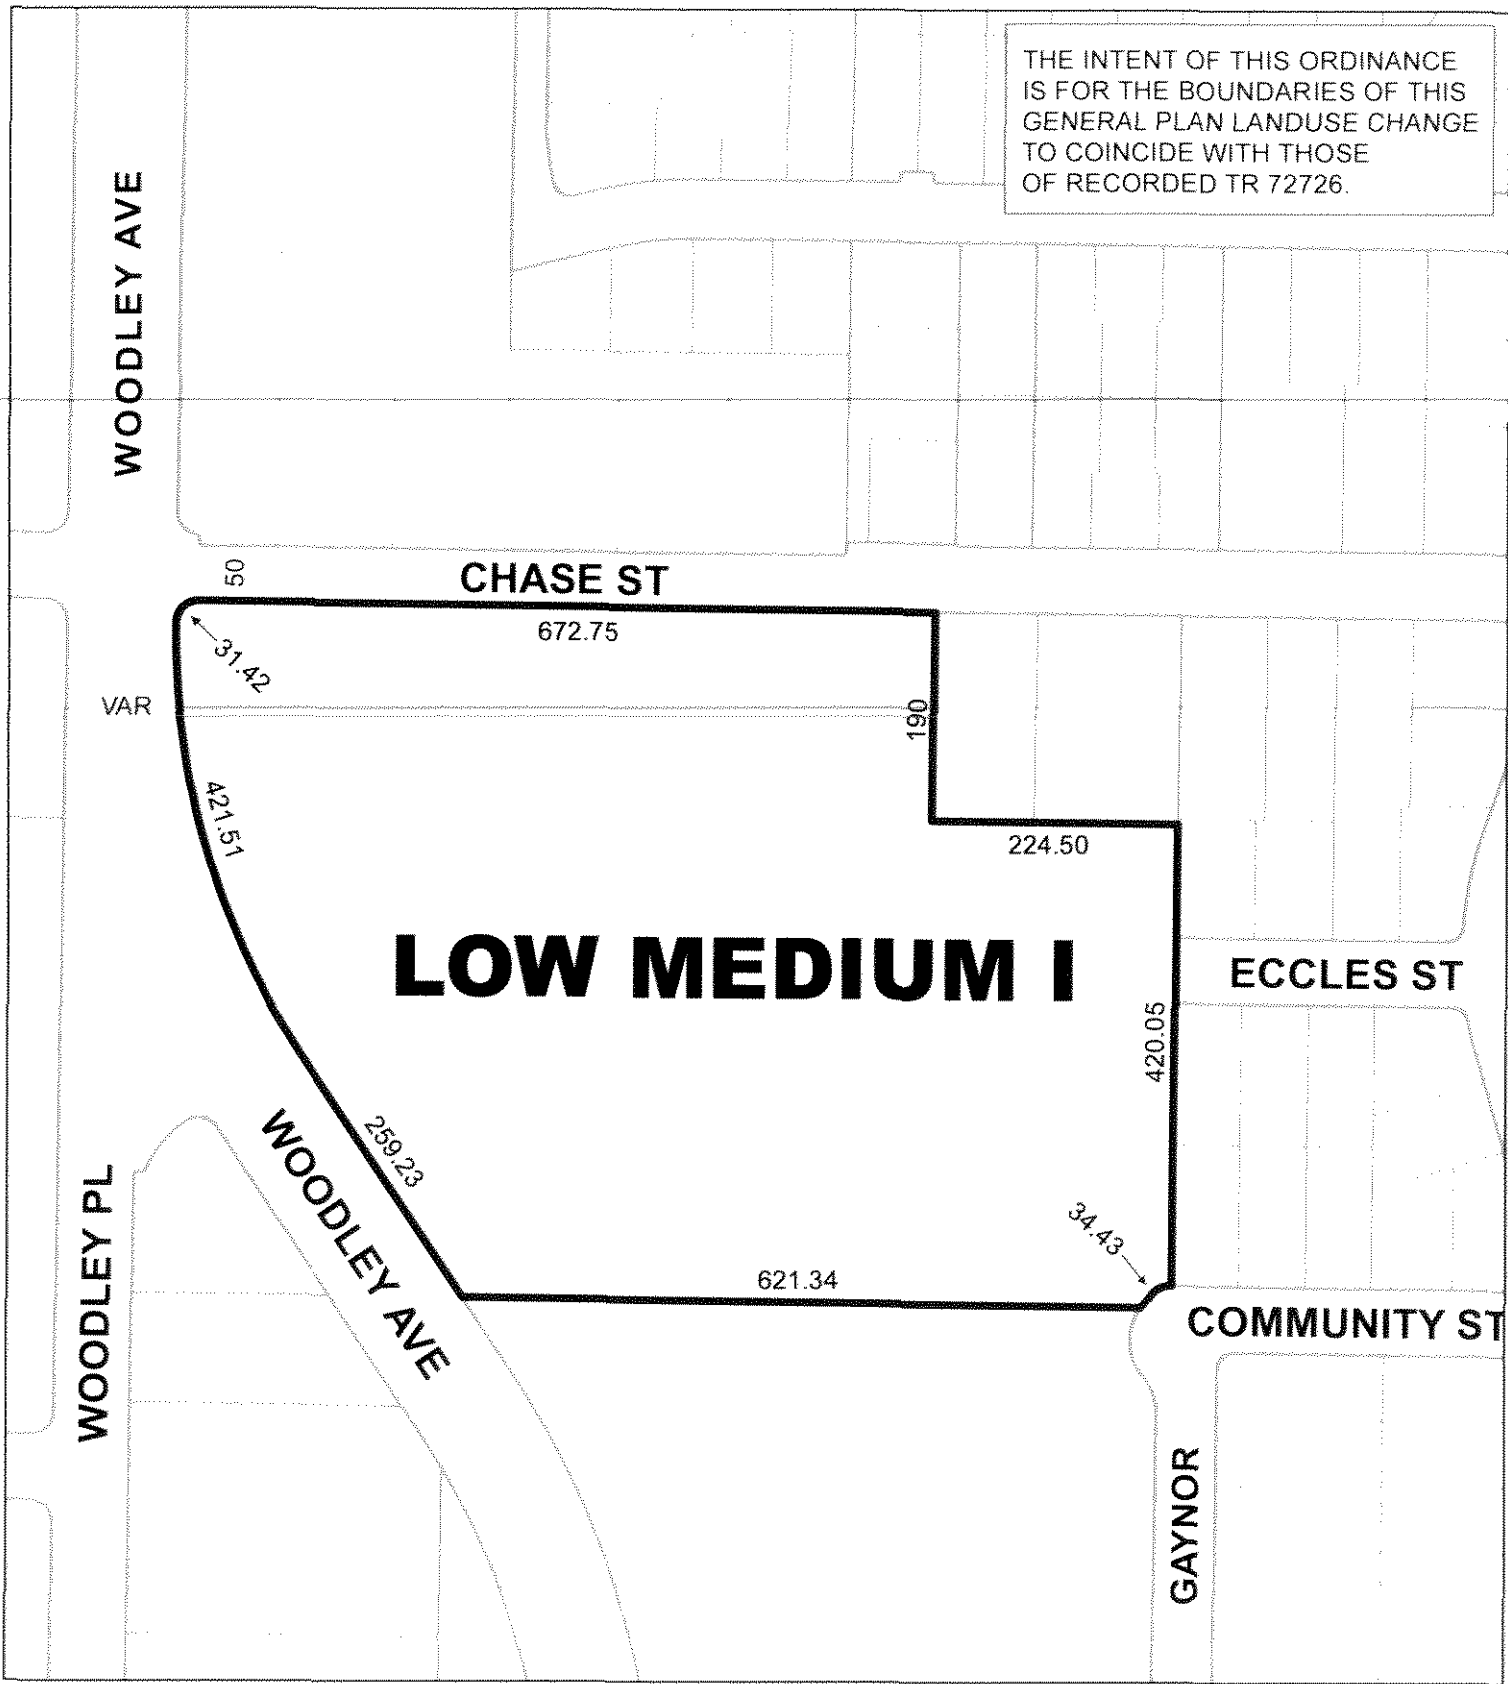 THE INTENT OF THIS ORDINANCE
IS FOR THE BOUNDARIES OF THIS
GENERAL PLAN LANDUSE CHANGE
TO COINCIDE WITH THOSE
OF RECORDED TR 72726.
WOODLEY AVE
50
CHASE ST
672.75
31.42
VAR
190
421.51
224.50
LOW MEDIUM I
ECCLES ST
420.05
259.23
WOODLEY AVE
WOODLEY PL
34.43
621.34
COMMUNITY ST
GAYNOR